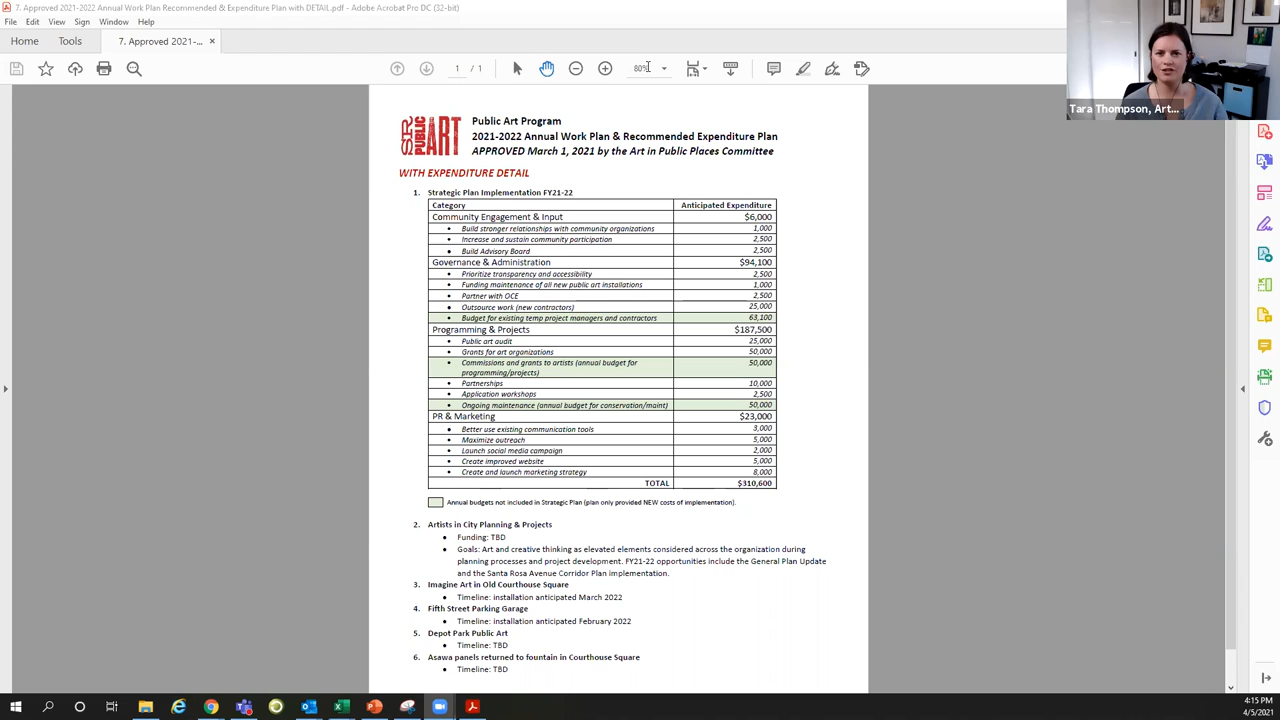 7. Approved 2021-2022 Annual Work Plan Recommended & Expenditure Plan with DETAIL.pdf - Adobe Acrobat Pro DC (32-bit)
File Edit View Sign Window Help
Home Tools 7. Approved 2021-... ×
/ 1 80%
Tara Thompson, Art...
SR PUBLIC ART
Public Art Program
2021-2022 Annual Work Plan & Recommended Expenditure Plan
APPROVED March 1, 2021 by the Art in Public Places Committee
WITH EXPENDITURE DETAIL
1. Strategic Plan Implementation FY21-22
Category Anticipated Expenditure
Community Engagement & Input $6,000
• Build stronger relationships with community organizations 1,000
• Increase and sustain community participation 2,500
• Build Advisory Board 2,500
Governance & Administration $94,100
• Prioritize transparency and accessibility 2,500
• Funding maintenance of all new public art installations 1,000
• Partner with OCE 2,500
• Outsource work (new contractors) 25,000
• Budget for existing temp project managers and contractors 63,100
Programming & Projects $187,500
• Public art audit 25,000
• Grants for art organizations 50,000
• Commissions and grants to artists (annual budget for 50,000
programming/projects)
• Partnerships 10,000
• Application workshops 2,500
• Ongoing maintenance (annual budget for conservation/maint) 50,000
PR & Marketing $23,000
• Better use existing communication tools 3,000
• Maximize outreach 5,000
• Launch social media campaign 2,000
• Create improved website 5,000
• Create and launch marketing strategy 8,000
TOTAL $310,600
Annual budgets not included in Strategic Plan (plan only provided NEW costs of implementation).
2. Artists in City Planning & Projects
• Funding: TBD
• Goals: Art and creative thinking as elevated elements considered across the organization during
planning processes and project development. FY21-22 opportunities include the General Plan Update
and the Santa Rosa Avenue Corridor Plan implementation.
3. Imagine Art in Old Courthouse Square
• Timeline: installation anticipated March 2022
4. Fifth Street Parking Garage
• Timeline: installation anticipated February 2022
5. Depot Park Public Art
• Timeline: TBD
6. Asawa panels returned to fountain in Courthouse Square
• Timeline: TBD
4:15 PM
4/5/2021